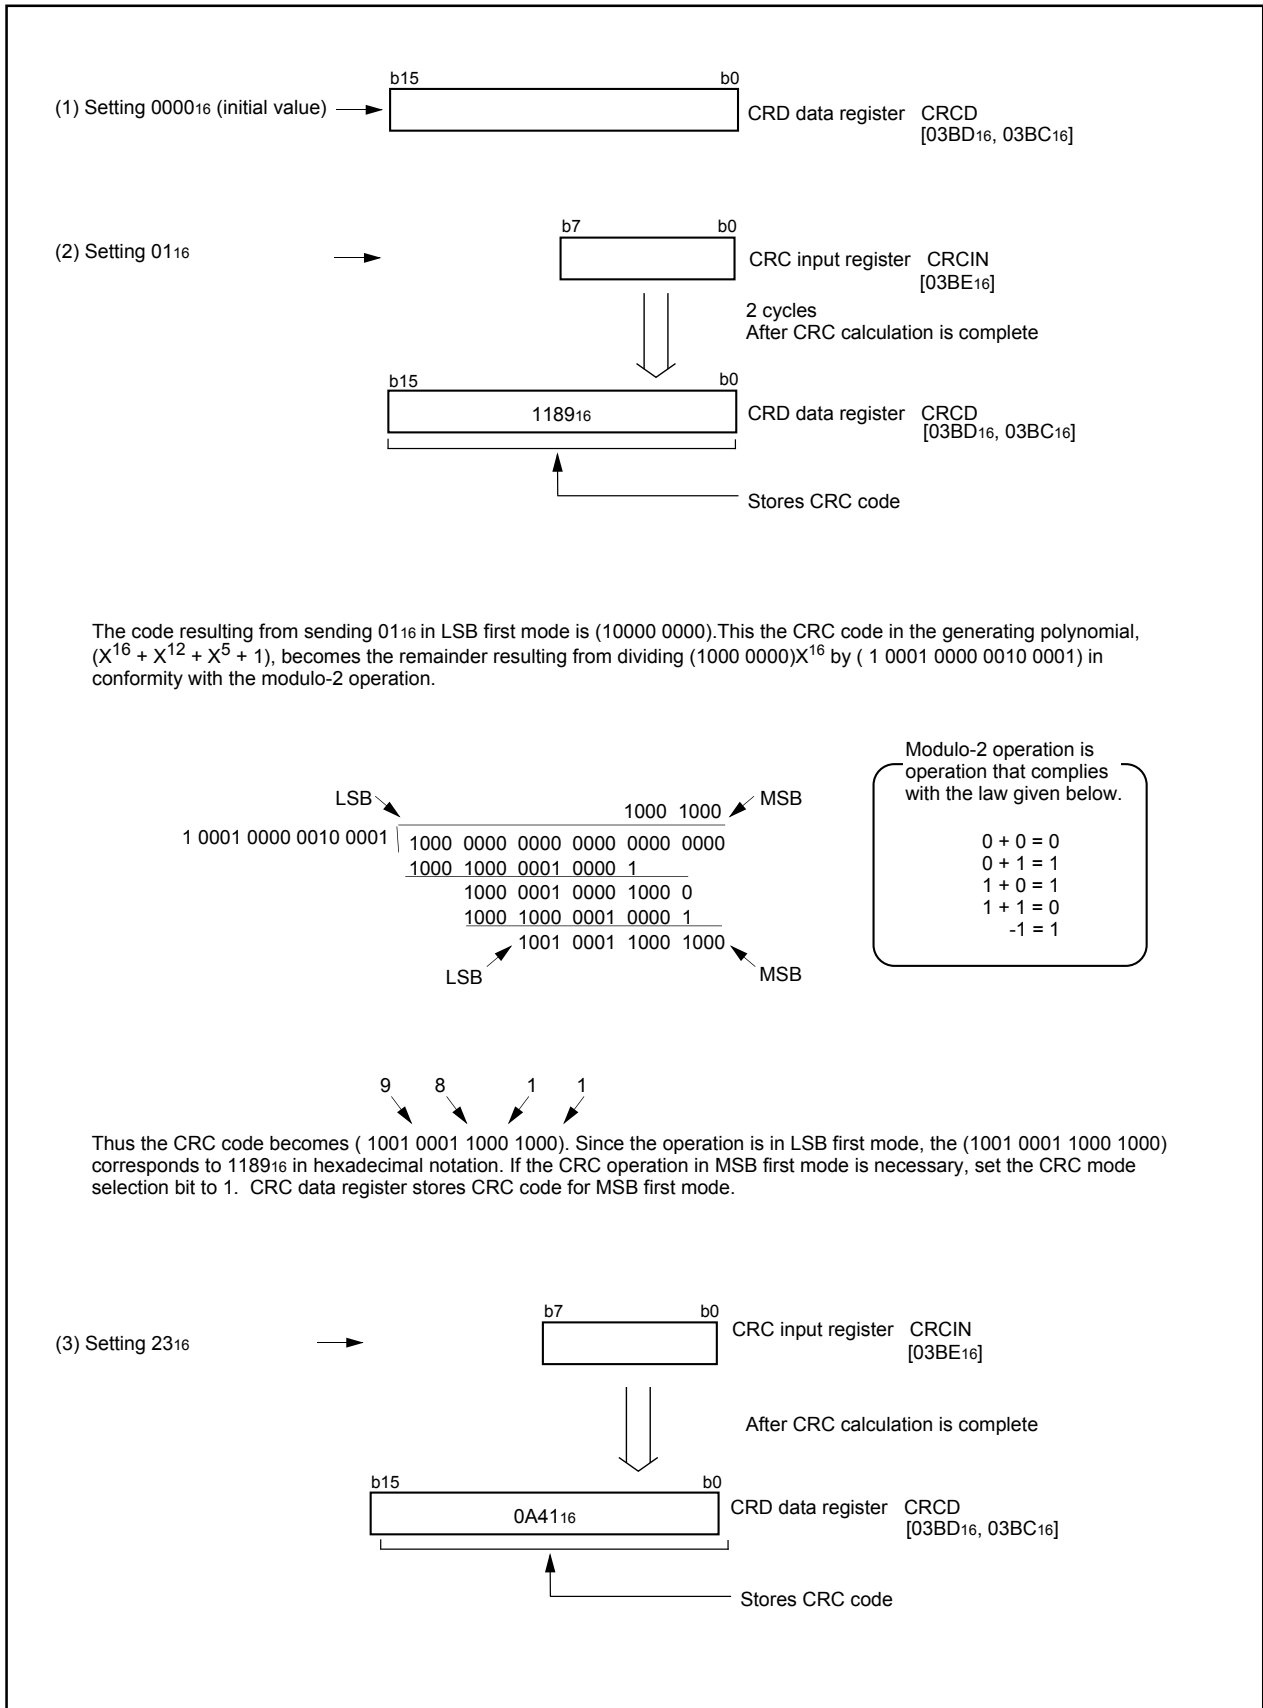 b15 b0
(1) Setting 0000₁₆ (initial value)
CRD data register CRCD
[03BD₁₆, 03BC₁₆]
b7 b0
(2) Setting 01₁₆
CRC input register CRCIN
[03BE₁₆]
2 cycles
After CRC calculation is complete
b15 b0
1189₁₆
CRD data register CRCD
[03BD₁₆, 03BC₁₆]
Stores CRC code
The code resulting from sending 01₁₆ in LSB first mode is (10000 0000).This the CRC code in the generating polynomial,
(X¹⁶ + X¹² + X⁵ + 1), becomes the remainder resulting from dividing (1000 0000)X¹⁶ by ( 1 0001 0000 0010 0001) in
conformity with the modulo-2 operation.
LSB
1000 1000
MSB
1 0001 0000 0010 0001
1000 0000 0000 0000 0000 0000
1000 1000 0001 0000 1
1000 0001 0000 1000 0
1000 1000 0001 0000 1
1001 0001 1000 1000
LSB
MSB
Modulo-2 operation is
operation that complies
with the law given below.
0 + 0 = 0
0 + 1 = 1
1 + 0 = 1
1 + 1 = 0
-1 = 1
9 8 1 1
Thus the CRC code becomes ( 1001 0001 1000 1000). Since the operation is in LSB first mode, the (1001 0001 1000 1000)
corresponds to 1189₁₆ in hexadecimal notation. If the CRC operation in MSB first mode is necessary, set the CRC mode
selection bit to 1. CRC data register stores CRC code for MSB first mode.
b7 b0
(3) Setting 23₁₆
CRC input register CRCIN
[03BE₁₆]
After CRC calculation is complete
b15 b0
0A41₁₆
CRD data register CRCD
[03BD₁₆, 03BC₁₆]
Stores CRC code